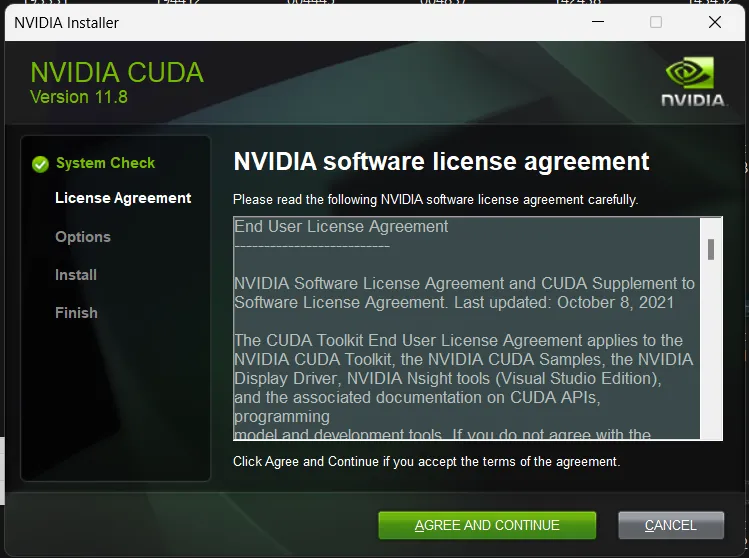 NVIDIA Installer
NVIDIA CUDA
Version 11.8
NVIDIA.
System Check
License Agreement
Options
Install
Finish
NVIDIA software license agreement
Please read the following NVIDIA software license agreement carefully.
End User License Agreement
--------------------------
NVIDIA Software License Agreement and CUDA Supplement to
Software License Agreement. Last updated: October 8, 2021
The CUDA Toolkit End User License Agreement applies to the
NVIDIA CUDA Toolkit, the NVIDIA CUDA Samples, the NVIDIA
Display Driver, NVIDIA Nsight tools (Visual Studio Edition),
and the associated documentation on CUDA APIs,
programming
model and development tools. If you do not agree with the
Click Agree and Continue if you accept the terms of the agreement.
AGREE AND CONTINUE
CANCEL